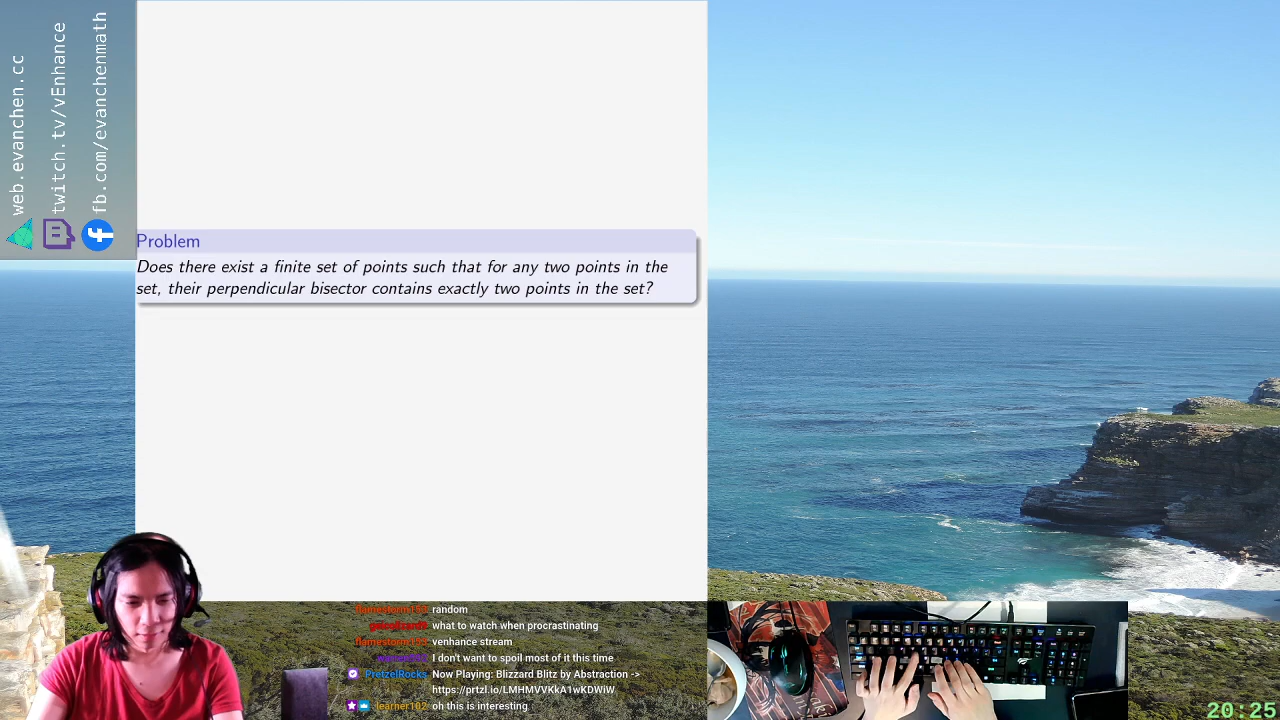 web.evanchen.cc
twitch.tv/vEnhance
fb.com/evanchenmath
Problem
Does there exist a finite set of points such that for any two points in the
set, their perpendicular bisector contains exactly two points in the set?
random
what to watch when procrastinating
venhance stream
I don't want to spoil most of it this time
PretzelRocks Now Playing: Blizzard Blitz by Abstraction ->
https://prtzl.io/LMHMVVKkA1wKDWiW
learner102 oh this is interesting
20:25